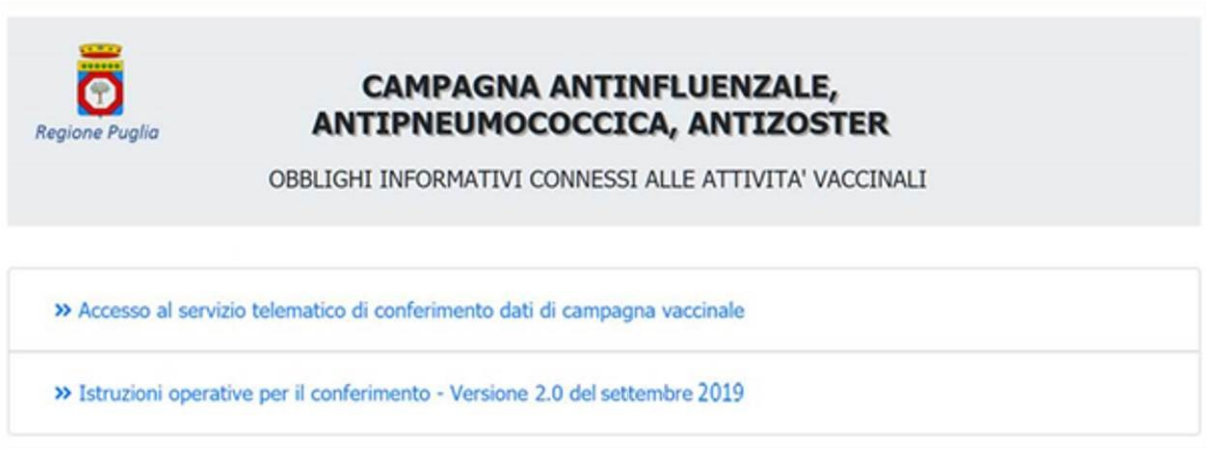 Regione Puglia
CAMPAGNA ANTINFLUENZALE,
ANTIPNEUMOCOCCICA, ANTIZOSTER
OBBLIGHI INFORMATIVI CONNESSI ALLE ATTIVITA' VACCINALI
>> Accesso al servizio telematico di conferimento dati di campagna vaccinale
>> Istruzioni operative per il conferimento - Versione 2.0 del settembre 2019